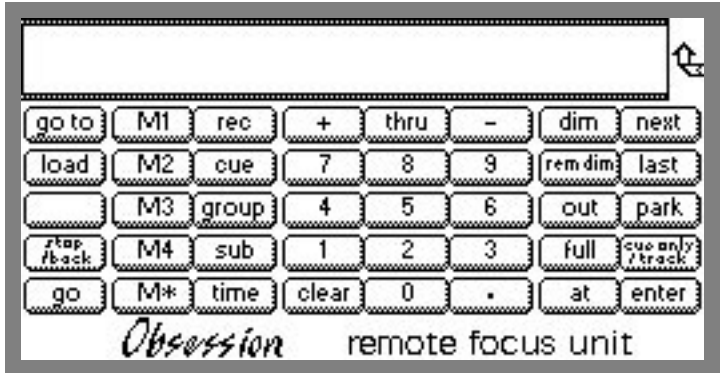 go to M1 rec + thru - dim next
load M2 cue 7 8 9 rem dim last
M3 group 4 5 6 out park
stop /back M4 sub 1 2 3 full cue only /track
go M* time clear 0 . at enter
Obsession remote focus unit